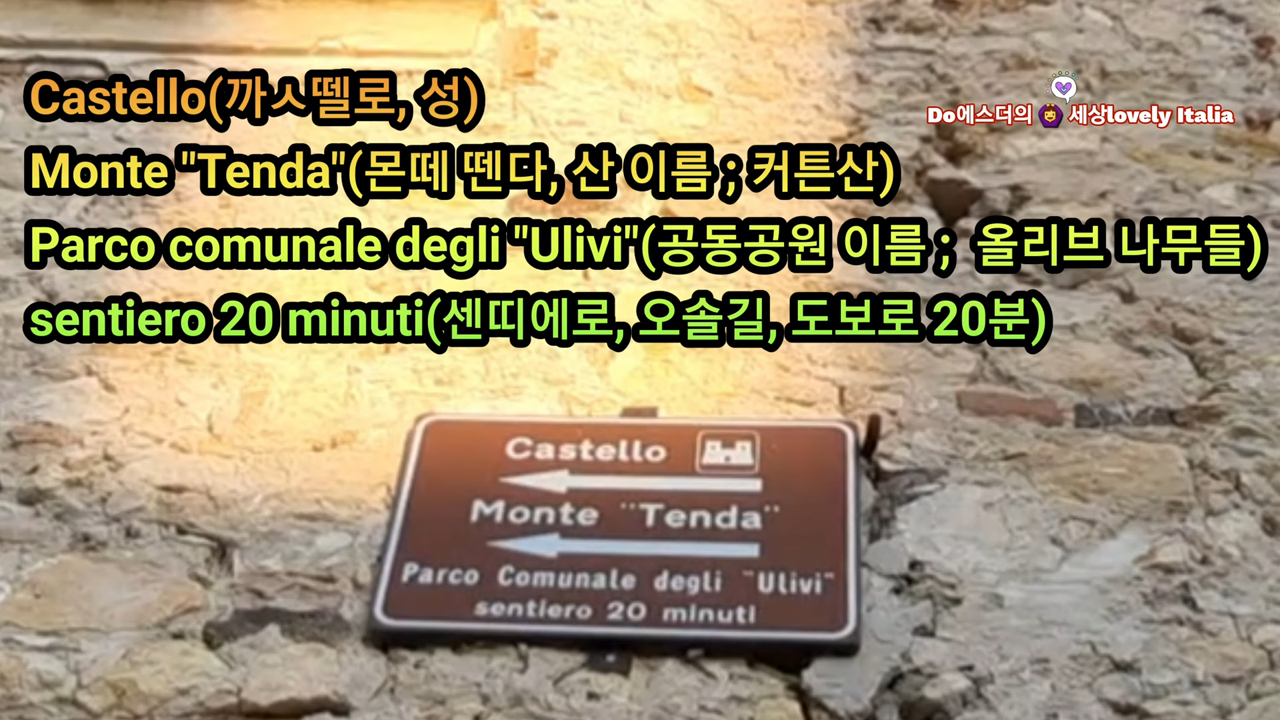 Castello(까ㅅ뗄로, 성)
Do에스더의 🙆‍♀️ 세상lovely Italia
Monte "Tenda"(몬떼 뗀다, 산 이름 ; 커튼산)
Parco comunale degli "Ulivi"(공동공원 이름 ; 올리브 나무들)
sentiero 20 minuti(센띠에로, 오솔길, 도보로 20분)
Castello
Monte "Tenda"
Parco Comunale degli "Ulivi"
sentiero 20 minuti